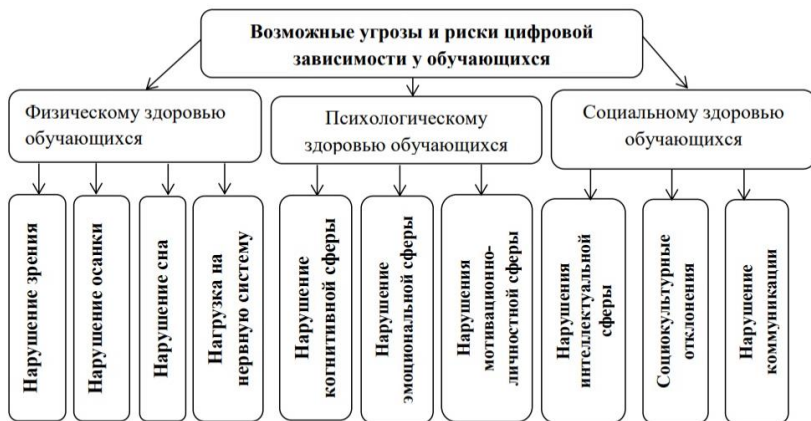 Возможные угрозы и риски цифровой
зависимости у обучающихся
Физическому здоровью
обучающихся
Психологическому
здоровью обучающихся
Социальному здоровью
обучающихся
Нарушение зрения
Нарушение осанки
Нарушение сна
Нагрузка на
нервную систему
Нарушение
когнитивной сферы
Нарушение
эмоциональной сферы
Нарушения
мотивационно-
личностной сферы
Нарушения
интеллектуальной
сферы
Социокультурные
отклонения
Нарушение
коммуникации